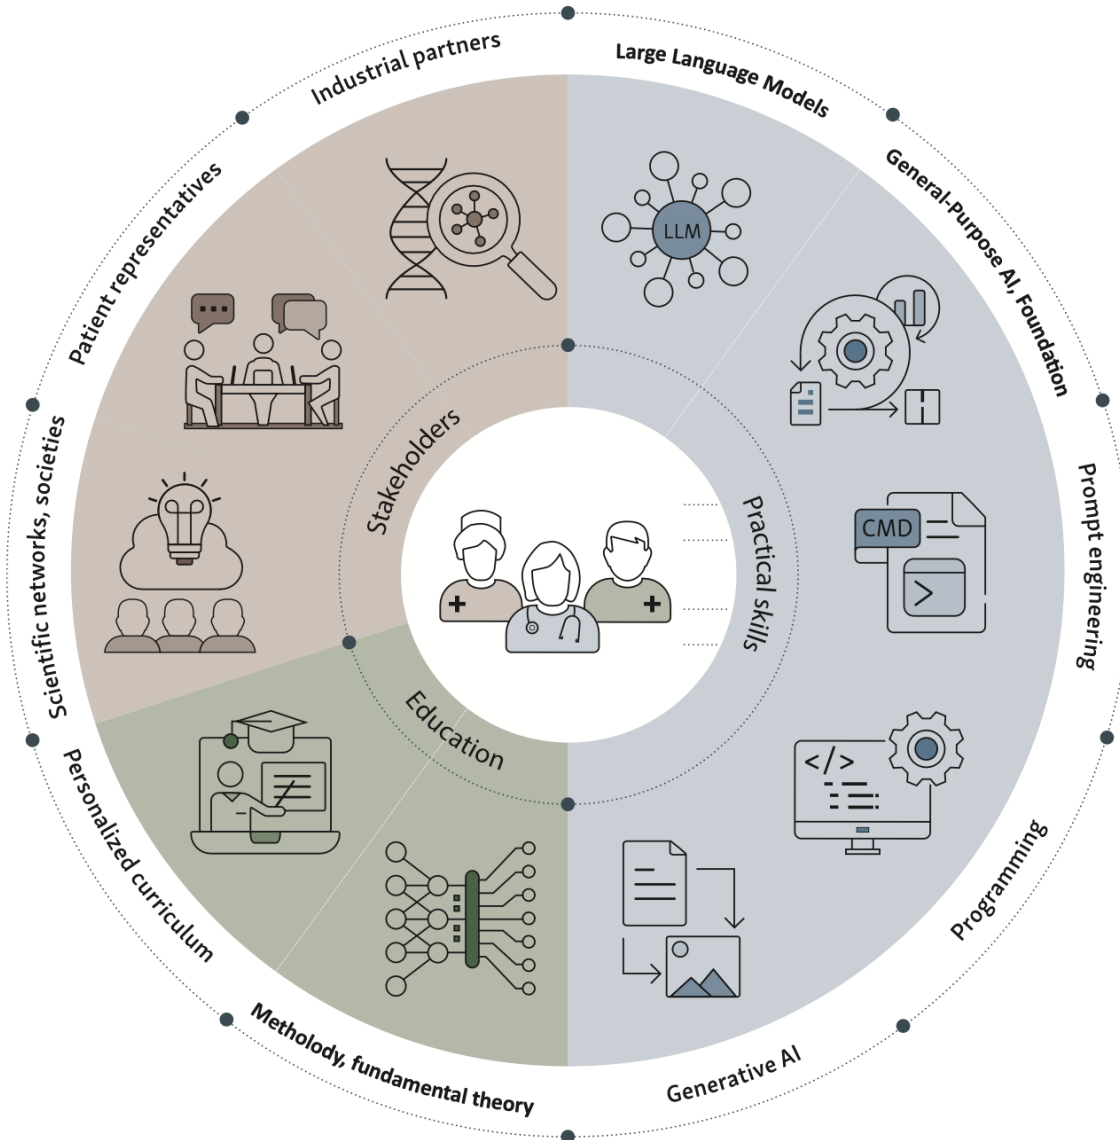 Industrial partners
Large Language Models
General-Purpose AI, Foundation
Patient representatives
LLM
Stakeholders
Scientific networks, societies
Practical skills
CMD
Prompt engineering
Education
Personalized curriculum
</>
Programming
Metholody, fundamental theory
Generative AI